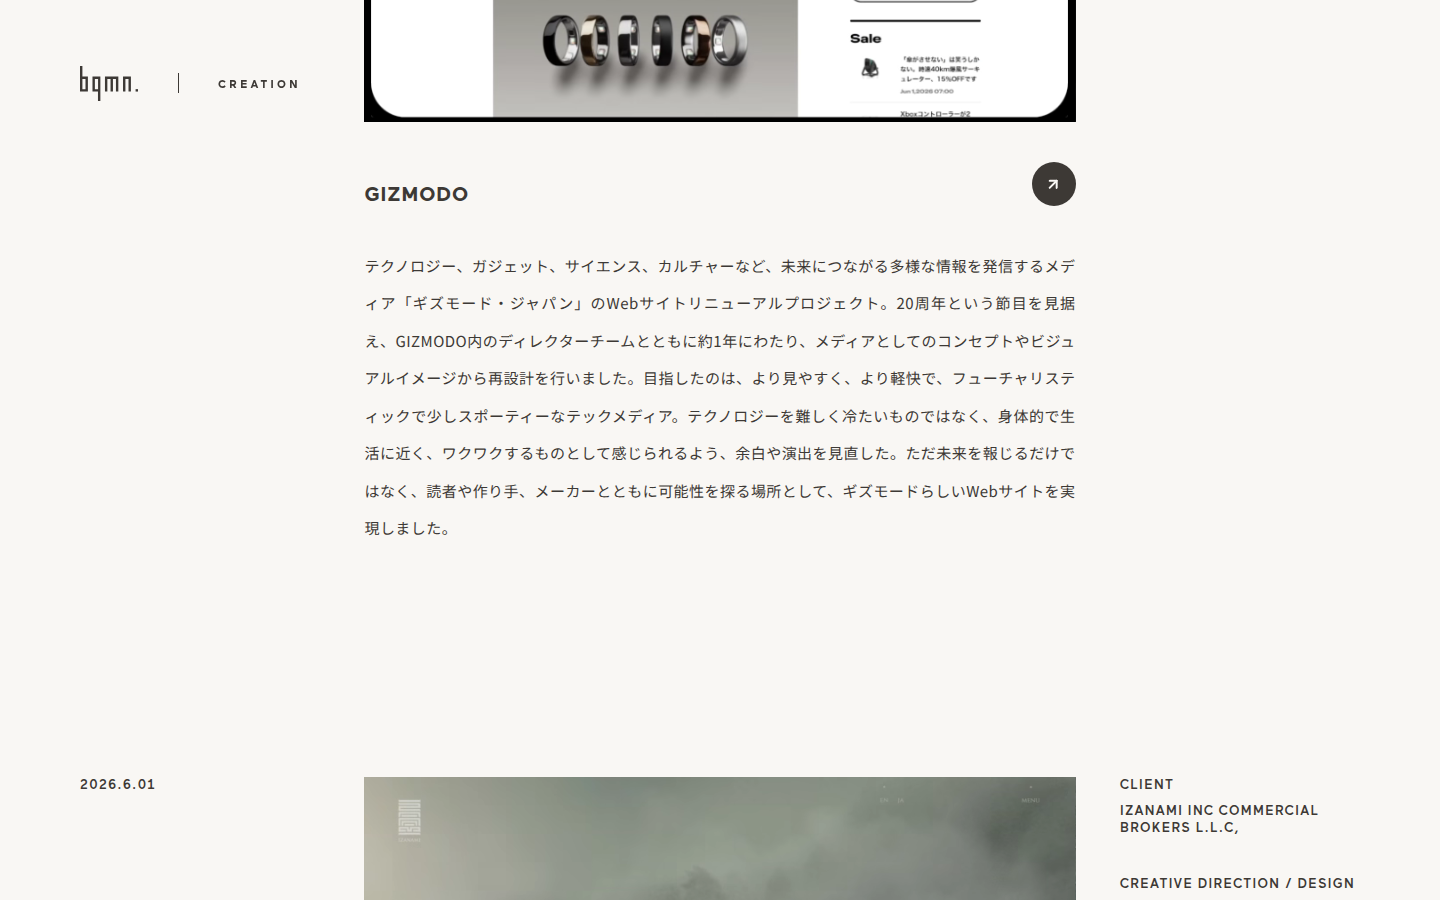 bqmn.
CREATION
Sale
「傘がさせない」は言うしか
ない。時速40km爆風サーキ
ュレーター、15%OFFです
Jun 1,2026 07:00
Xboxコントローラーが2
GIZMODO
テクノロジー、ガジェット、サイエンス、カルチャーなど、未来につながる多様な情報を発信するメデ
ィア「ギズモード・ジャパン」のWebサイトリニューアルプロジェクト。20周年という節目を見据
え、GIZMODO内のディレクターチームとともに約1年にわたり、メディアとしてのコンセプトやビジュ
アルイメージから再設計を行いました。目指したのは、より見やすく、より軽快で、フューチャリステ
ィックで少しスポーティーなテックメディア。テクノロジーを難しく冷たいものではなく、身体的で生
活に近く、ワクワクするものとして感じられるよう、余白や演出を見直した。ただ未来を報じるだけで
はなく、読者や作り手、メーカーとともに可能性を探る場所として、ギズモードらしいWebサイトを実
現しました。
2026.6.01
CLIENT
IZANAMI INC COMMERCIAL
BROKERS L.L.C,
CREATIVE DIRECTION / DESIGN